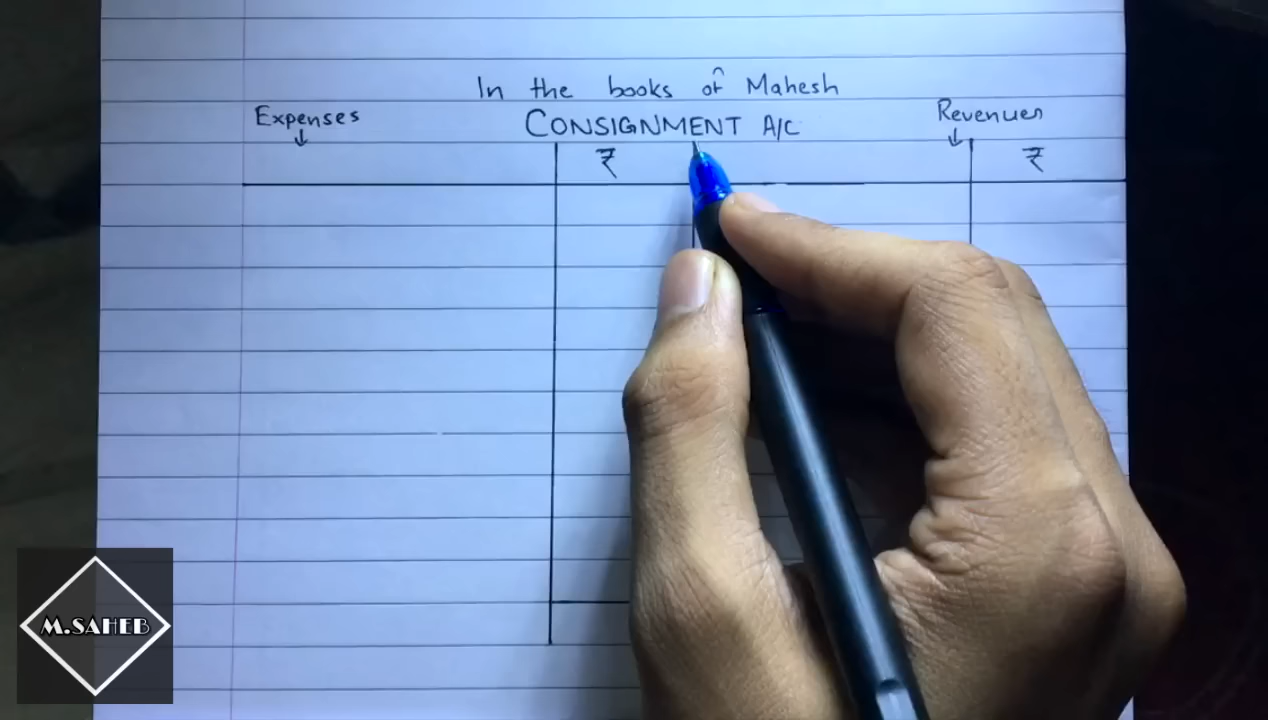 In the books of Mahesh
Expenses
CONSIGNMENT A/C
Revenues
↓
↓
₹
₹
M.SAHEB